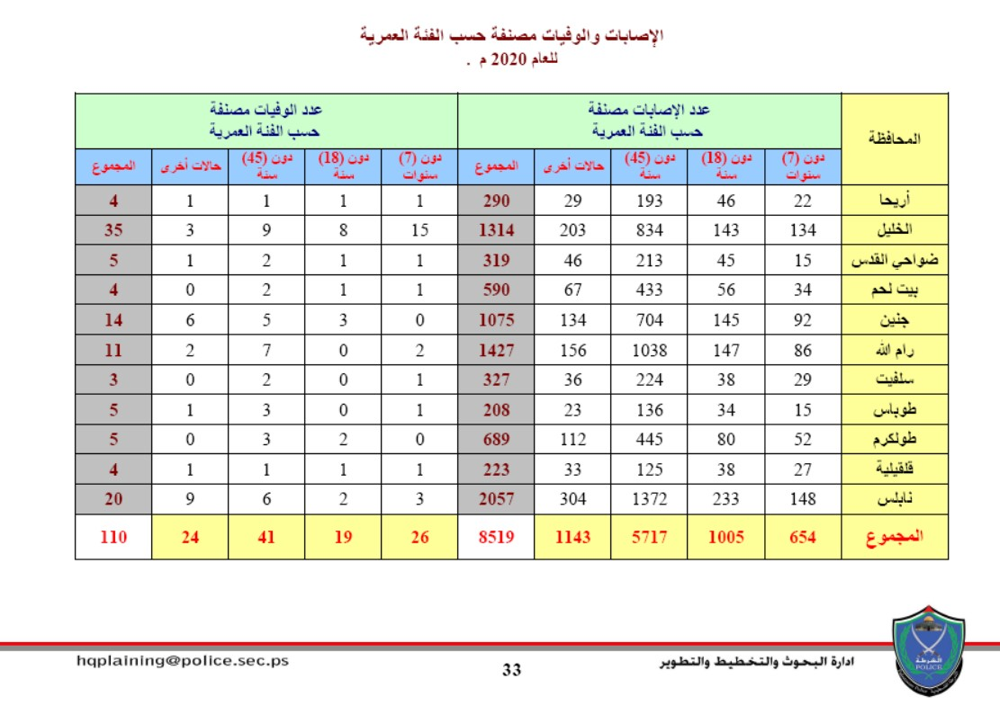 الإصابات والوفيات مصنفة حسب الفئة العمرية
للعام 2020 م .
المحافظة
عدد الإصابات مصنفة
حسب الفئة العمرية
عدد الوفيات مصنفة
حسب الفئة العمرية
دون (7) سنوات دون (18) سنة دون (45) سنة حالات أخرى المجموع دون (7) سنوات دون (18) سنة دون (45) سنة حالات أخرى المجموع
أريحا 22 46 193 29 290 1 1 1 1 4
الخليل 134 143 834 203 1314 15 8 9 3 35
ضواحي القدس 15 45 213 46 319 1 1 2 1 5
بيت لحم 34 56 433 67 590 1 1 2 0 4
جنين 92 145 704 134 1075 0 3 5 6 14
رام الله 86 147 1038 156 1427 2 0 7 2 11
سلفيت 29 38 224 36 327 1 0 2 0 3
طوباس 15 34 136 23 208 1 0 3 1 5
طولكرم 52 80 445 112 689 0 2 3 0 5
قلقيلية 27 38 125 33 223 1 1 1 1 4
نابلس 148 233 1372 304 2057 3 2 6 9 20
المجموع 654 1005 5717 1143 8519 26 19 41 24 110
الشرطة
POLICE
ادارة البحوث والتخطيط والتطوير
33
hqplaining@police.sec.ps